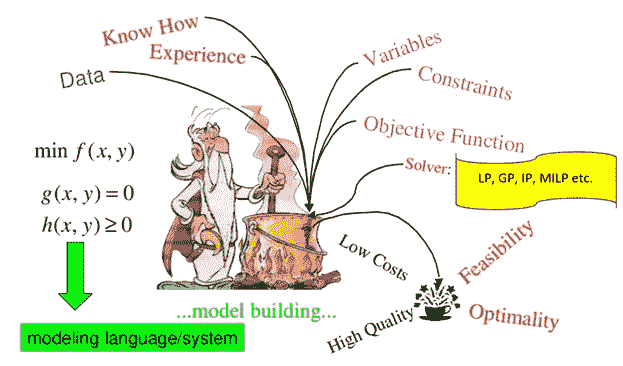 Know How
Experience
Data
Variables
Constraints
Objective Function
Solver:
LP, GP, IP, MILP etc.
min f(x, y)
g(x, y) = 0
h(x, y) ≥ 0
modeling language/system
...model building...
Low Costs
High Quality
Feasibility
Optimality